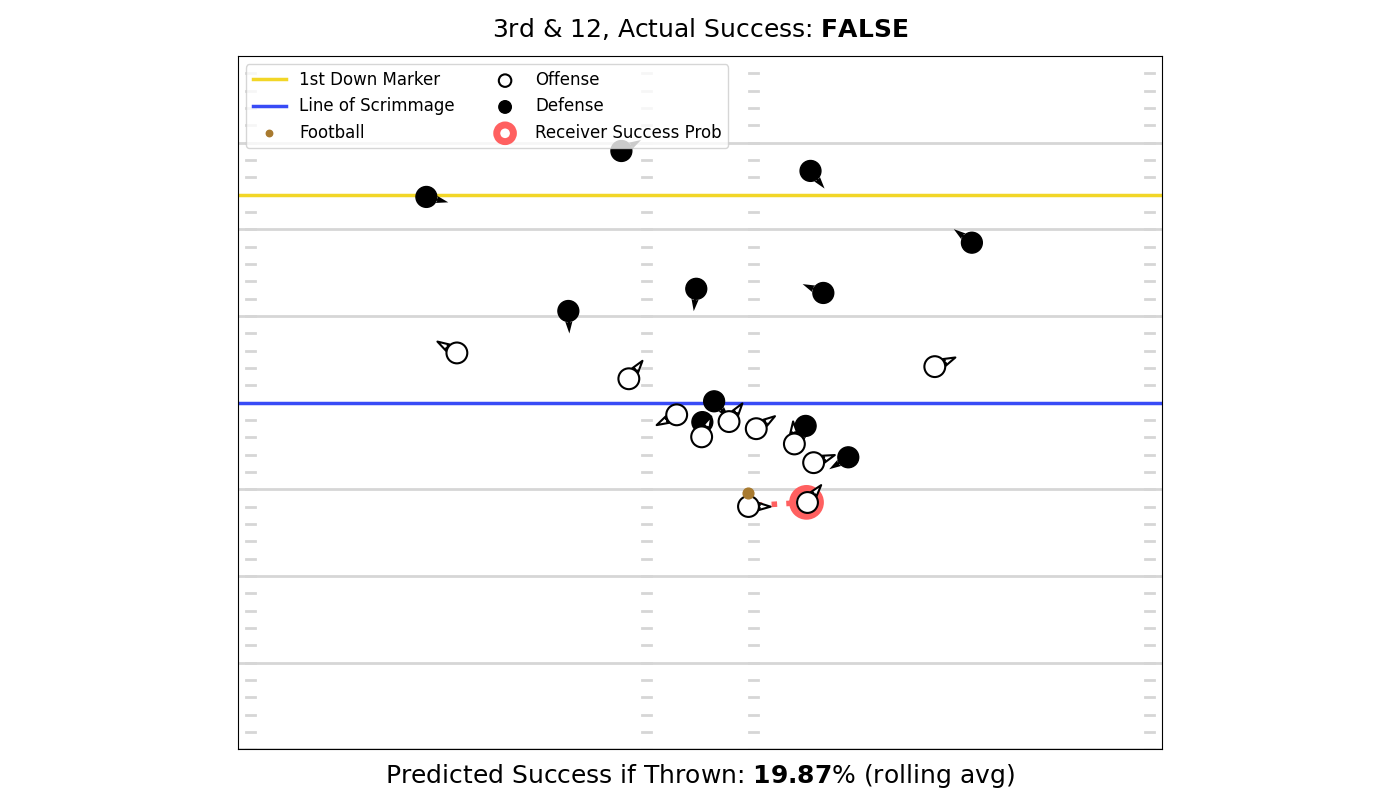 3rd & 12, Actual Success: FALSE
1st Down Marker
Line of Scrimmage
Football
Offense
Defense
Receiver Success Prob
Predicted Success if Thrown: 19.87% (rolling avg)